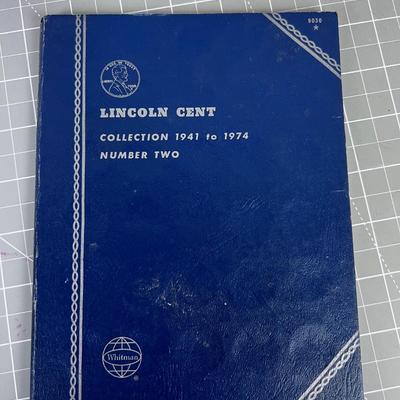 9030
★
LINCOLN CENT
COLLECTION 1941 to 1974
NUMBER TWO
Whitman
®